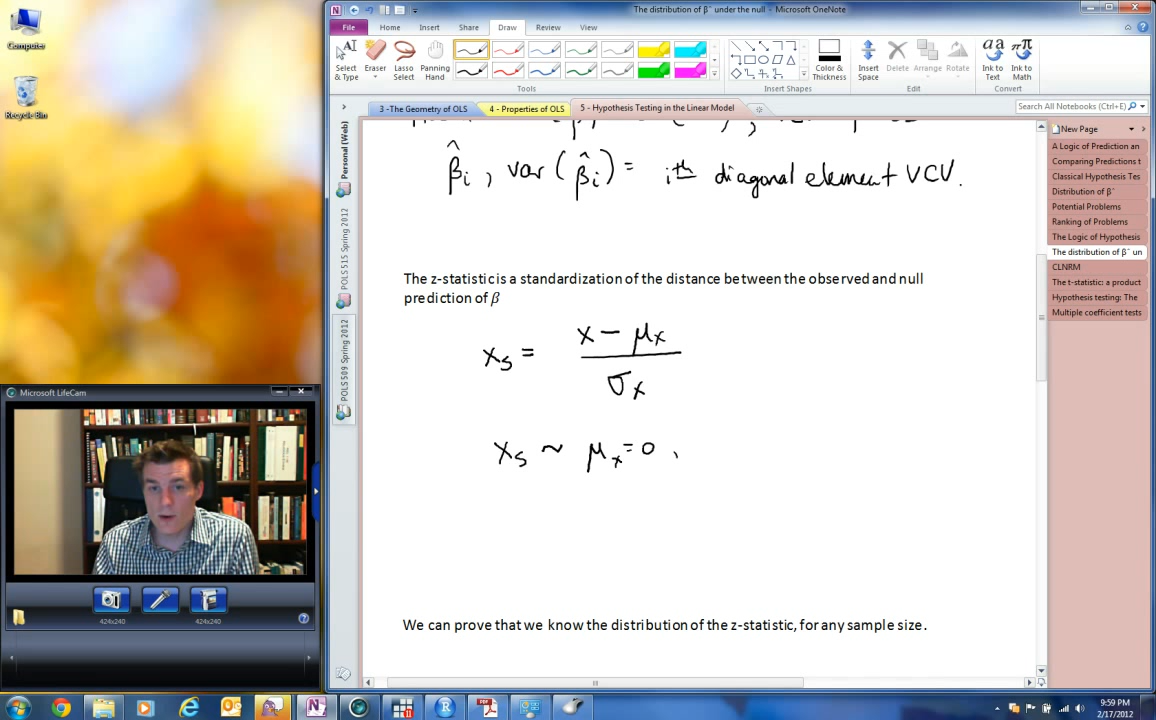 The distribution of βˆ under the null - Microsoft OneNote
File Home Insert Share Draw Review View
Select & Type
Eraser
Lasso Select
Panning Hand
Color & Thickness
Insert Space
Delete
Arrange
Rotate
Ink to Text
Ink to Math
Tools
Insert Shapes
Edit
Convert
Computer
Recycle Bin
3 -The Geometry of OLS
4 - Properties of OLS
5 - Hypothesis Testing in the Linear Model
Search All Notebooks (Ctrl+E)
Personal (Web)
POLS 515 Spring 2012
POLS 509 Spring 2012
New Page
A Logic of Prediction an
Comparing Predictions t
Classical Hypothesis Tes
Distribution of βˆ
Potential Problems
Ranking of Problems
The Logic of Hypothesis
The distribution of βˆ un
CLNRM
The t-statistic: a product
Hypothesis testing: The
Multiple coefficient tests
β̂i , var(β̂i) = ith diagonal element VCV.
The z-statistic is a standardization of the distance between the observed and null
prediction of β
xs = (x − μx) / σx
xs ~ μx = 0 ,
We can prove that we know the distribution of the z-statistic, for any sample size.
Microsoft LifeCam
424x240
424x240
424x240
9:59 PM
2/17/2012